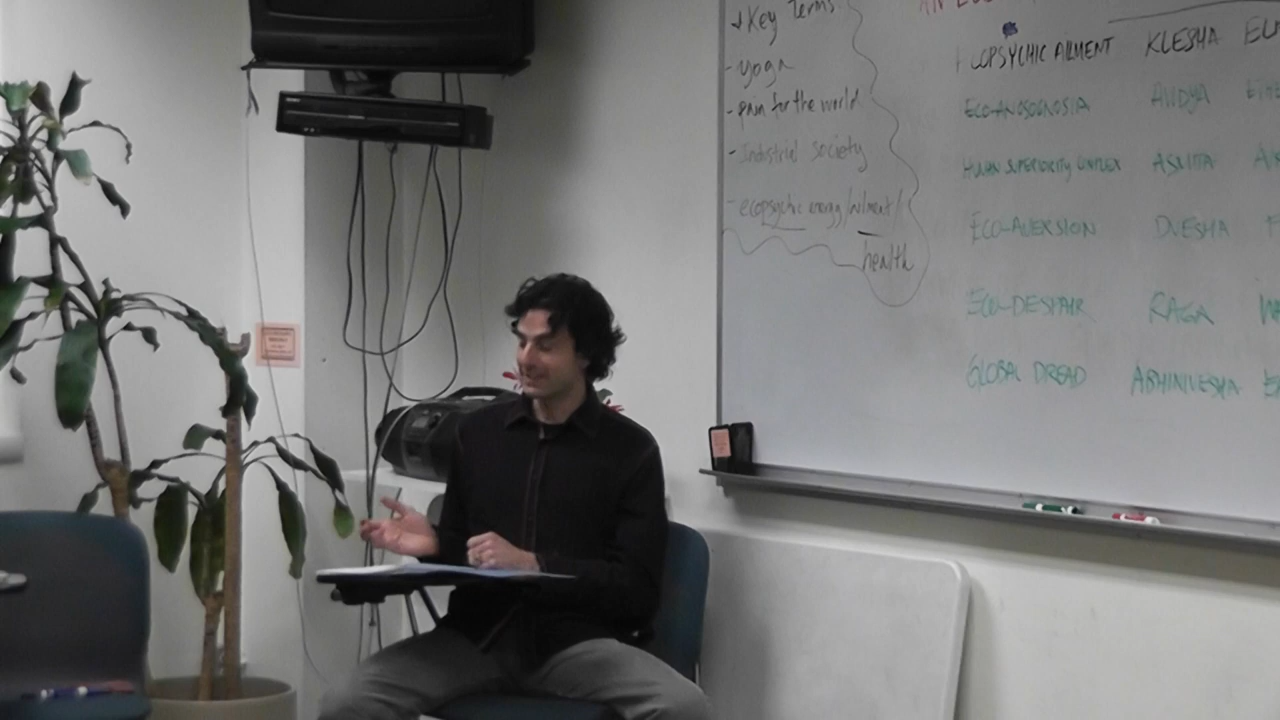 Key Terms
- yoga
- pain for the world
- Industrial society
- ecopsychic energy/ailment/
health
AN
ECOPSYCHIC AILMENT KLESHA
ECO-ANOSOGNOSIA AVIDYA
HUMAN SUPERIORITY COMPLEX ASMITA
ECO-AVERSION DVESHA
ECO-DESPAIR RAGA
GLOBAL DREAD ABHINIVESHA